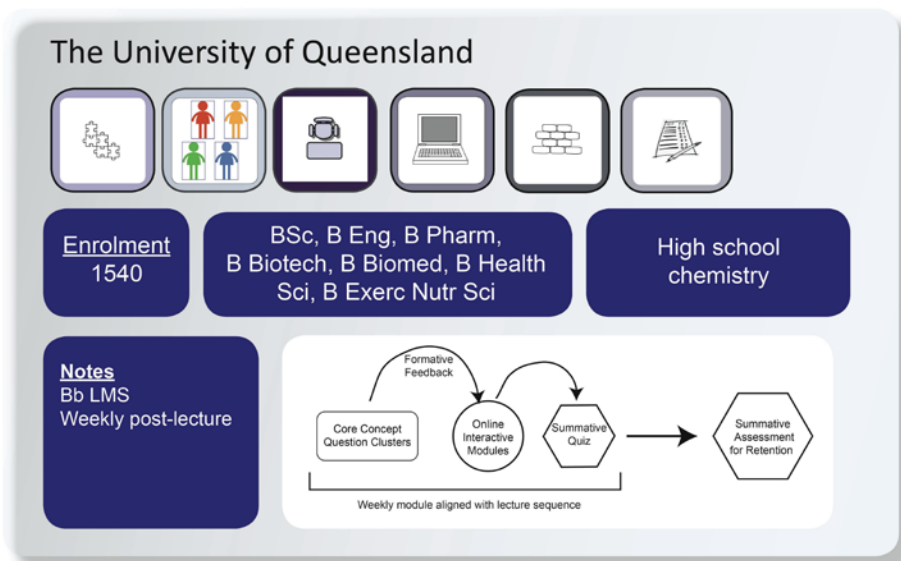 The University of Queensland
Enrolment
1540
BSc, B Eng, B Pharm,
B Biotech, B Biomed, B Health
Sci, B Exerc Nutr Sci
High school
chemistry
Notes
Bb LMS
Weekly post-lecture
Formative
Feedback
Core Concept
Question Clusters
Online
Interactive
Modules
Summative
Quiz
Summative
Assessment
for Retention
Weekly module aligned with lecture sequence